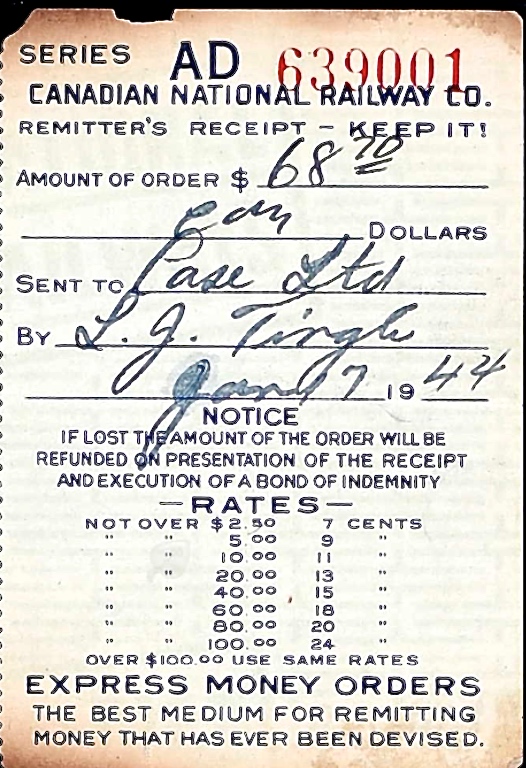 SERIES AD 639001
CANADIAN NATIONAL RAILWAY CO.
REMITTER'S RECEIPT - KEEP IT!
AMOUNT OF ORDER $ 68 70
DOLLARS
SENT TO Case Ltd
BY L. J. Tingle
Jany 7 1944
NOTICE
IF LOST THE AMOUNT OF THE ORDER WILL BE
REFUNDED ON PRESENTATION OF THE RECEIPT
AND EXECUTION OF A BOND OF INDEMNITY
-RATES-
NOT OVER $2.50 7 CENTS
" " 5.00 9 "
" " 10.00 11 "
" " 20.00 13 "
" " 40.00 15 "
" " 60.00 18 "
" " 80.00 20 "
" " 100.00 24 "
OVER $100.00 USE SAME RATES
EXPRESS MONEY ORDERS
THE BEST MEDIUM FOR REMITTING
MONEY THAT HAS EVER BEEN DEVISED.